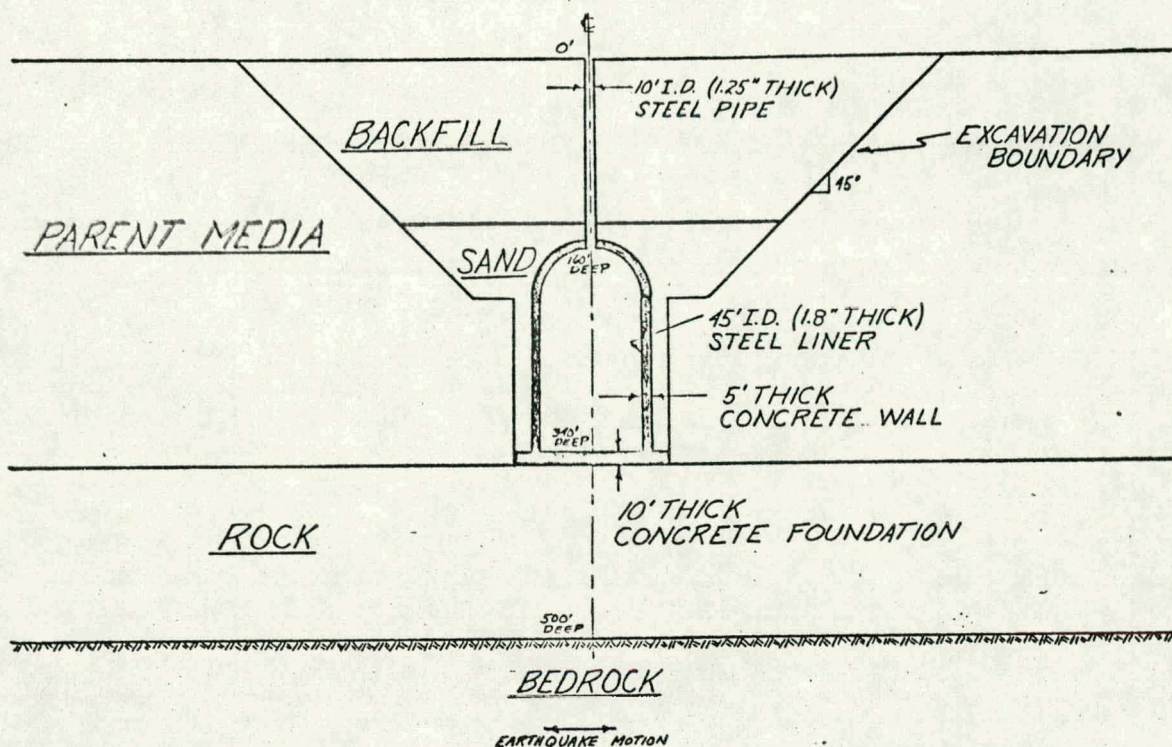 ℄
0'
10' I.D. (1.25" THICK)
STEEL PIPE
BACKFILL
EXCAVATION
BOUNDARY
45°
PARENT MEDIA
SAND
160'
DEEP
45' I.D. (1.8" THICK)
STEEL LINER
5' THICK
CONCRETE WALL
340'
DEEP
10' THICK
CONCRETE FOUNDATION
ROCK
500'
DEEP
BEDROCK
EARTHQUAKE MOTION